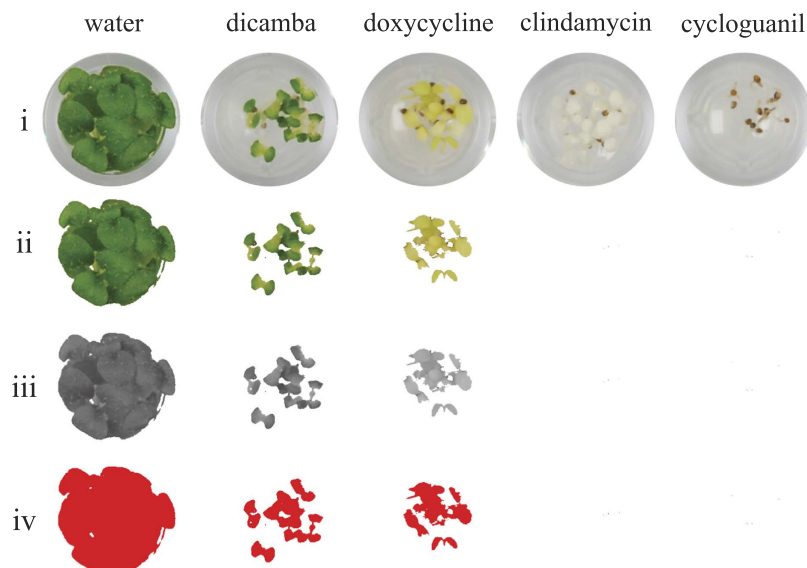 water dicamba doxycycline clindamycin cycloguanil
i
ii
iii
iv